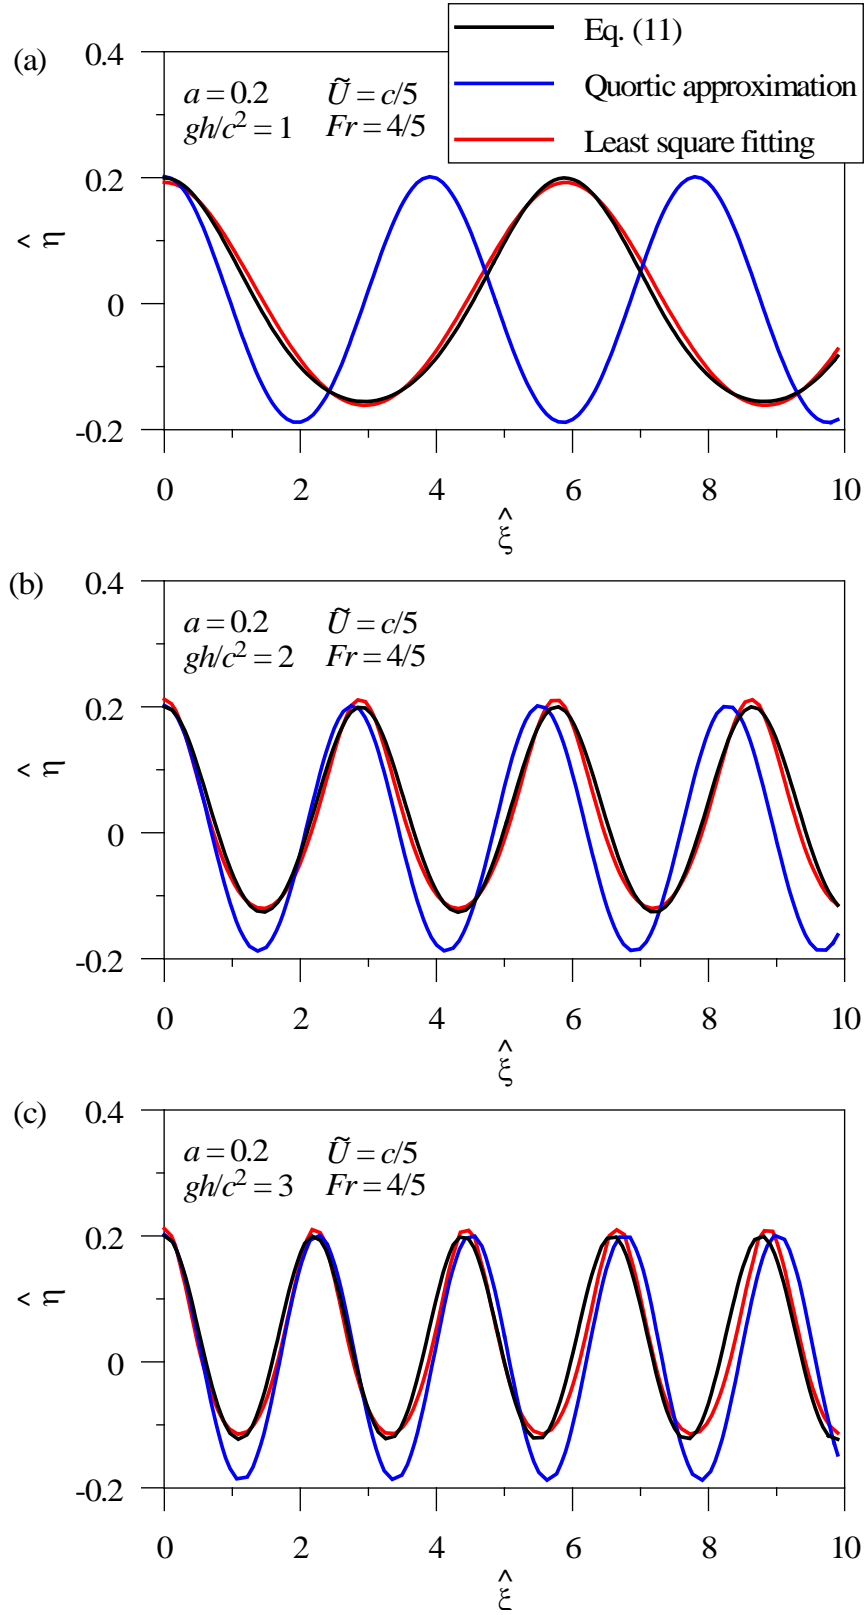 Eq. (11)
Quortic approximation
Least square fitting
(a)
0.4
0.2
0
-0.2
a = 0.2 Ũ = c/5
gh/c² = 1 Fr = 4/5
η̂
0 2 4 6 8 10
ξ̂
(b)
0.4
0.2
0
-0.2
a = 0.2 Ũ = c/5
gh/c² = 2 Fr = 4/5
η̂
0 2 4 6 8 10
ξ̂
(c)
0.4
0.2
0
-0.2
a = 0.2 Ũ = c/5
gh/c² = 3 Fr = 4/5
η̂
0 2 4 6 8 10
ξ̂